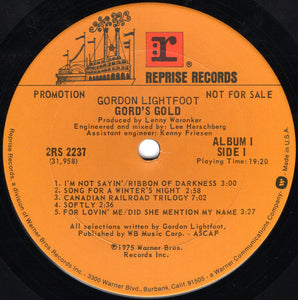 REPRISE RECORDS
PROMOTION NOT FOR SALE
GORDON LIGHTFOOT
GORD'S GOLD
Produced by Lenny Waronker
Engineered and mixed by: Lee Herschberg
Assistant engineer: Kenny Friesen
2RS 2237
(31,958)
ALBUM I
SIDE I
Playing Time: 19:20
1. I'M NOT SAYIN'/RIBBON OF DARKNESS 3:00
2. SONG FOR A WINTER'S NIGHT 2:58
3. CANADIAN RAILROAD TRILOGY 7:02
4. SOFTLY 2:36
5. FOR LOVIN' ME/DID SHE MENTION MY NAME 3:27
All selections written by Gordon Lightfoot,
Published by WB Music Corp. - ASCAP
©1975 Warner Bros.
Records Inc.
Made in U.S.A.
Warner Bros. Records Inc., - 3300 Warner Blvd., Burbank, Calif. 91505 - a Warner Communications Company